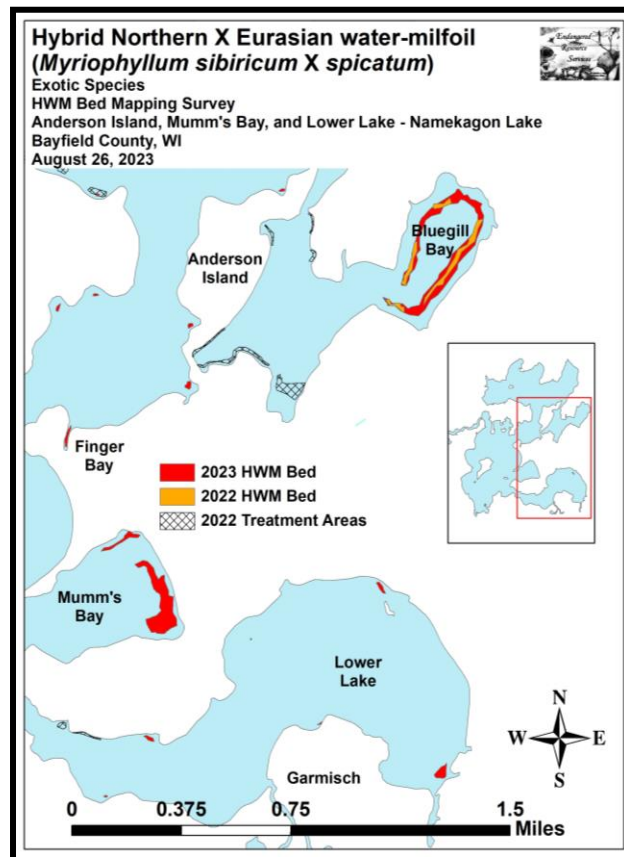 Hybrid Northern X Eurasian water-milfoil
(Myriophyllum sibiricum X spicatum)
Exotic Species
HWM Bed Mapping Survey
Anderson Island, Mumm's Bay, and Lower Lake - Namekagon Lake
Bayfield County, WI
August 26, 2023
Endangered
Resource
Services
Bluegill
Bay
Anderson
Island
Finger
Bay
2023 HWM Bed
2022 HWM Bed
2022 Treatment Areas
Mumm's
Bay
Lower
Lake
Garmisch
N
W E
S
0 0.375 0.75 1.5
Miles